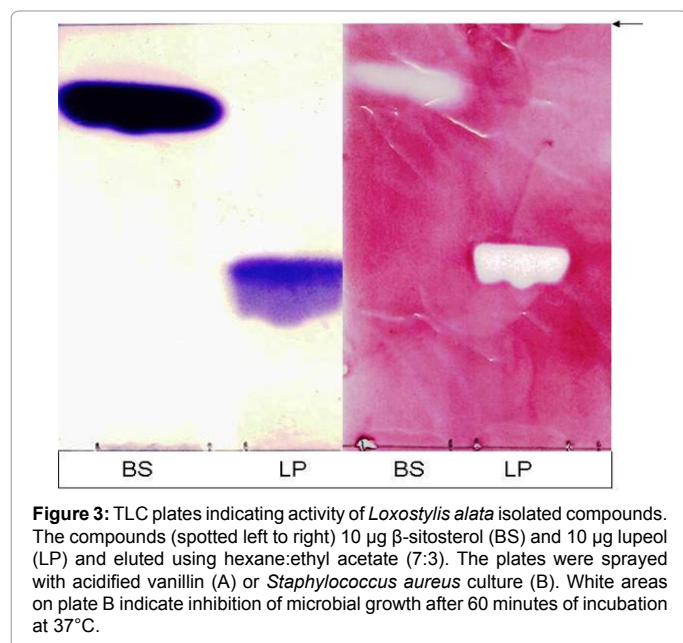 BS LP BS LP
Figure 3: TLC plates indicating activity of Loxostylis alata isolated compounds.
The compounds (spotted left to right) 10 μg β-sitosterol (BS) and 10 μg lupeol
(LP) and eluted using hexane:ethyl acetate (7:3). The plates were sprayed
with acidified vanillin (A) or Staphylococcus aureus culture (B). White areas
on plate B indicate inhibition of microbial growth after 60 minutes of incubation
at 37°C.